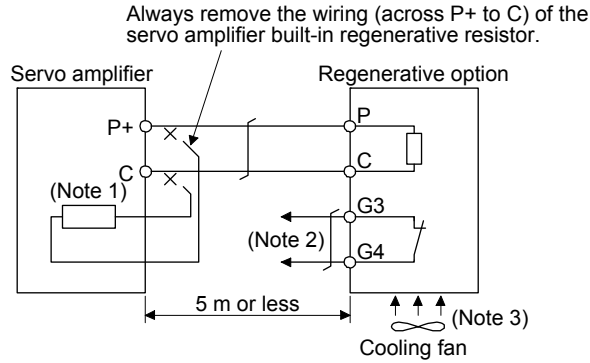 Always remove the wiring (across P+ to C) of the
servo amplifier built-in regenerative resistor.
Servo amplifier
Regenerative option
P+
P
C
C
(Note 1)
G3
(Note 2)
G4
5 m or less
(Note 3)
Cooling fan